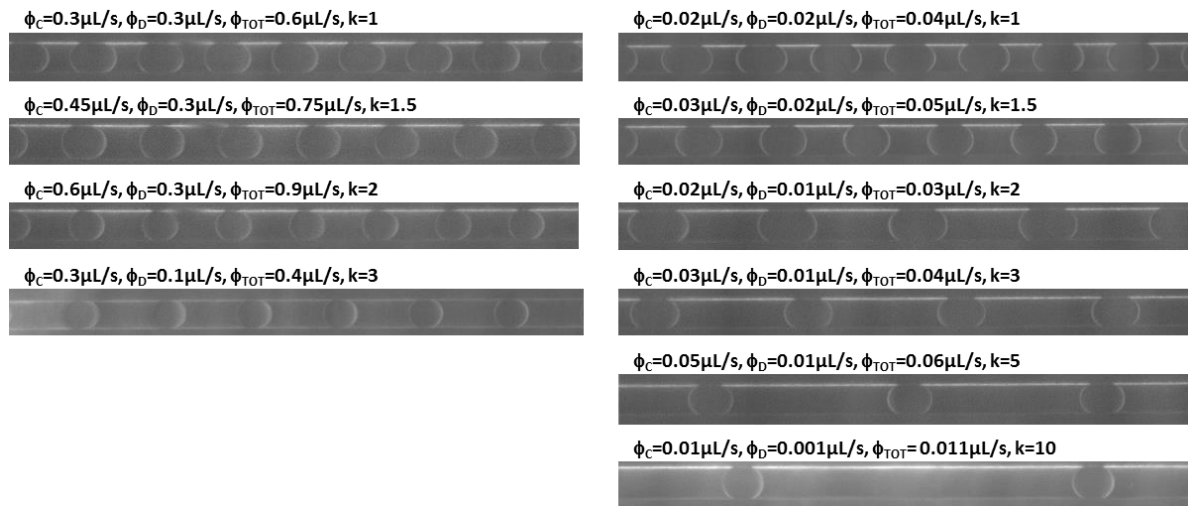 ϕC=0.3µL/s, ϕD=0.3µL/s, ϕTOT=0.6µL/s, k=1
ϕC=0.45µL/s, ϕD=0.3µL/s, ϕTOT=0.75µL/s, k=1.5
ϕC=0.6µL/s, ϕD=0.3µL/s, ϕTOT=0.9µL/s, k=2
ϕC=0.3µL/s, ϕD=0.1µL/s, ϕTOT=0.4µL/s, k=3
ϕC=0.02µL/s, ϕD=0.02µL/s, ϕTOT=0.04µL/s, k=1
ϕC=0.03µL/s, ϕD=0.02µL/s, ϕTOT=0.05µL/s, k=1.5
ϕC=0.02µL/s, ϕD=0.01µL/s, ϕTOT=0.03µL/s, k=2
ϕC=0.03µL/s, ϕD=0.01µL/s, ϕTOT=0.04µL/s, k=3
ϕC=0.05µL/s, ϕD=0.01µL/s, ϕTOT=0.06µL/s, k=5
ϕC=0.01µL/s, ϕD=0.001µL/s, ϕTOT=0.011µL/s, k=10